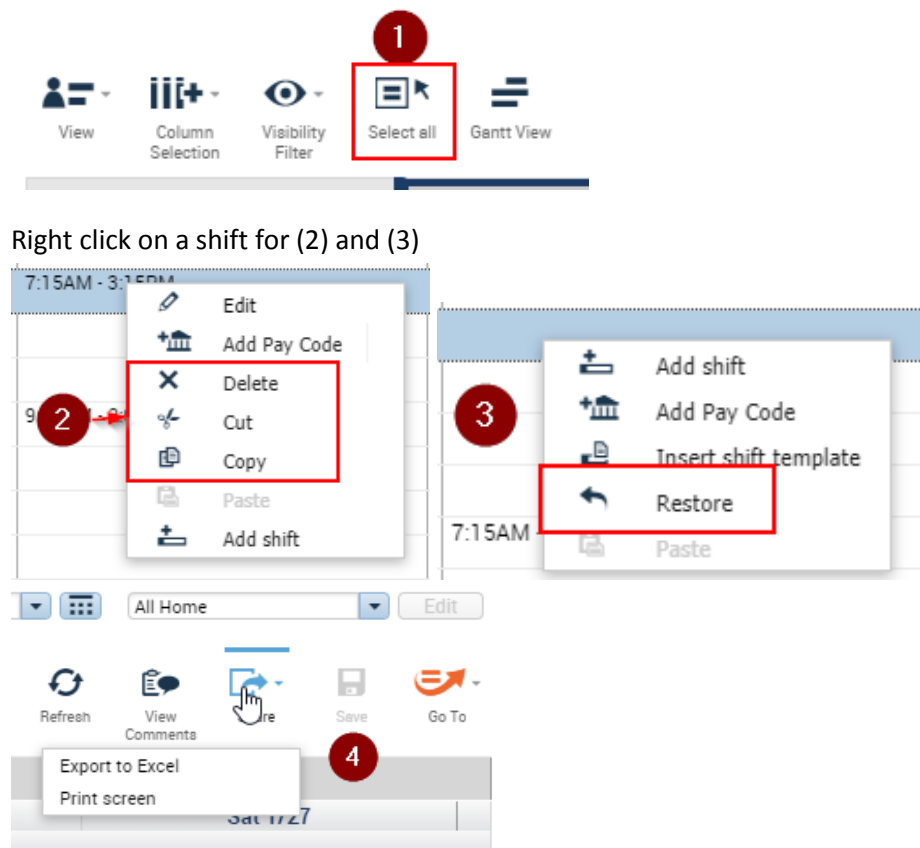 1
View
Column
Selection
Visibility
Filter
Select all
Gantt View
Right click on a shift for (2) and (3)
7:15AM - 3:15PM
Edit
Add Pay Code
Delete
Cut
Copy
Paste
Add shift
2
3
Add shift
Add Pay Code
Insert shift template
Restore
Paste
7:15AM -
All Home
Edit
Refresh
View
Comments
Save
Go To
4
Export to Excel
Print screen
Sat 1/27